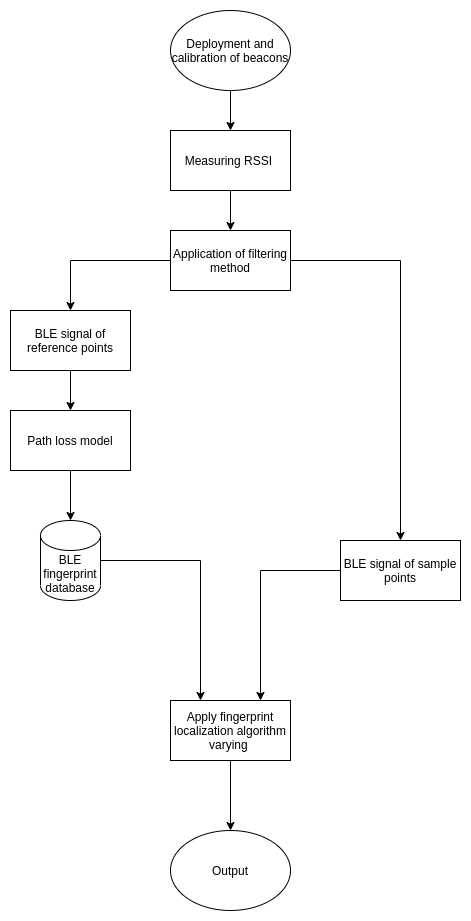 Deployment and
calibration of beacons
Measuring RSSI
Application of filtering
method
BLE signal of
reference points
Path loss model
BLE
fingerprint
database
BLE signal of sample
points
Apply fingerprint
localization algorithm
varying
Output